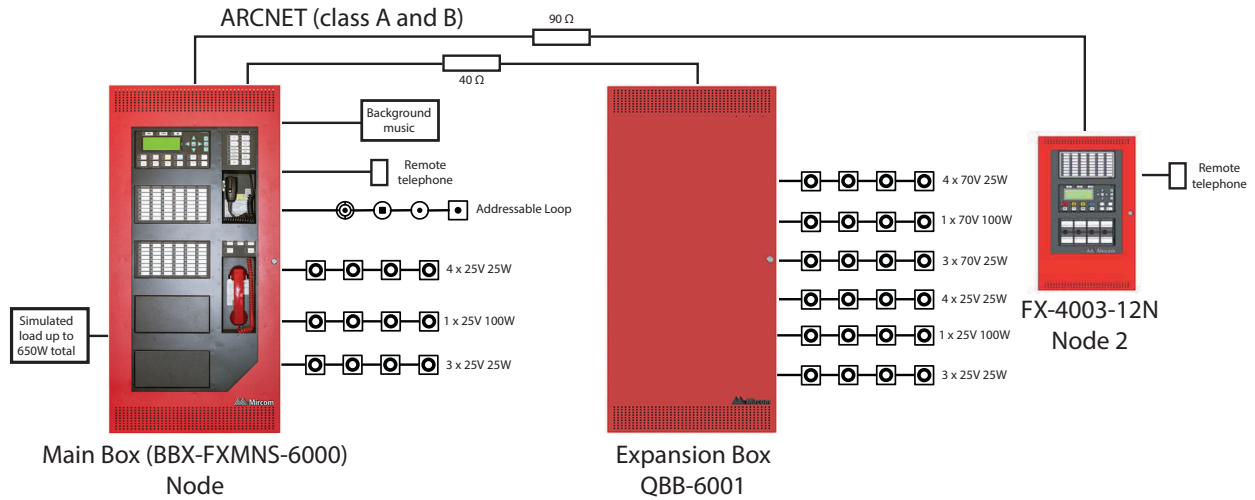 ARCNET (class A and B)
90 Ω
40 Ω
Background
music
Remote
telephone
Addressable Loop
4 x 25V 25W
1 x 25V 100W
3 x 25V 25W
Simulated
load up to
650W total
Mircom
Main Box (BBX-FXMNS-6000)
Node
4 x 70V 25W
1 x 70V 100W
3 x 70V 25W
4 x 25V 25W
1 x 25V 100W
3 x 25V 25W
Mircom
Expansion Box
QBB-6001
Remote
telephone
Mircom
FX-4003-12N
Node 2